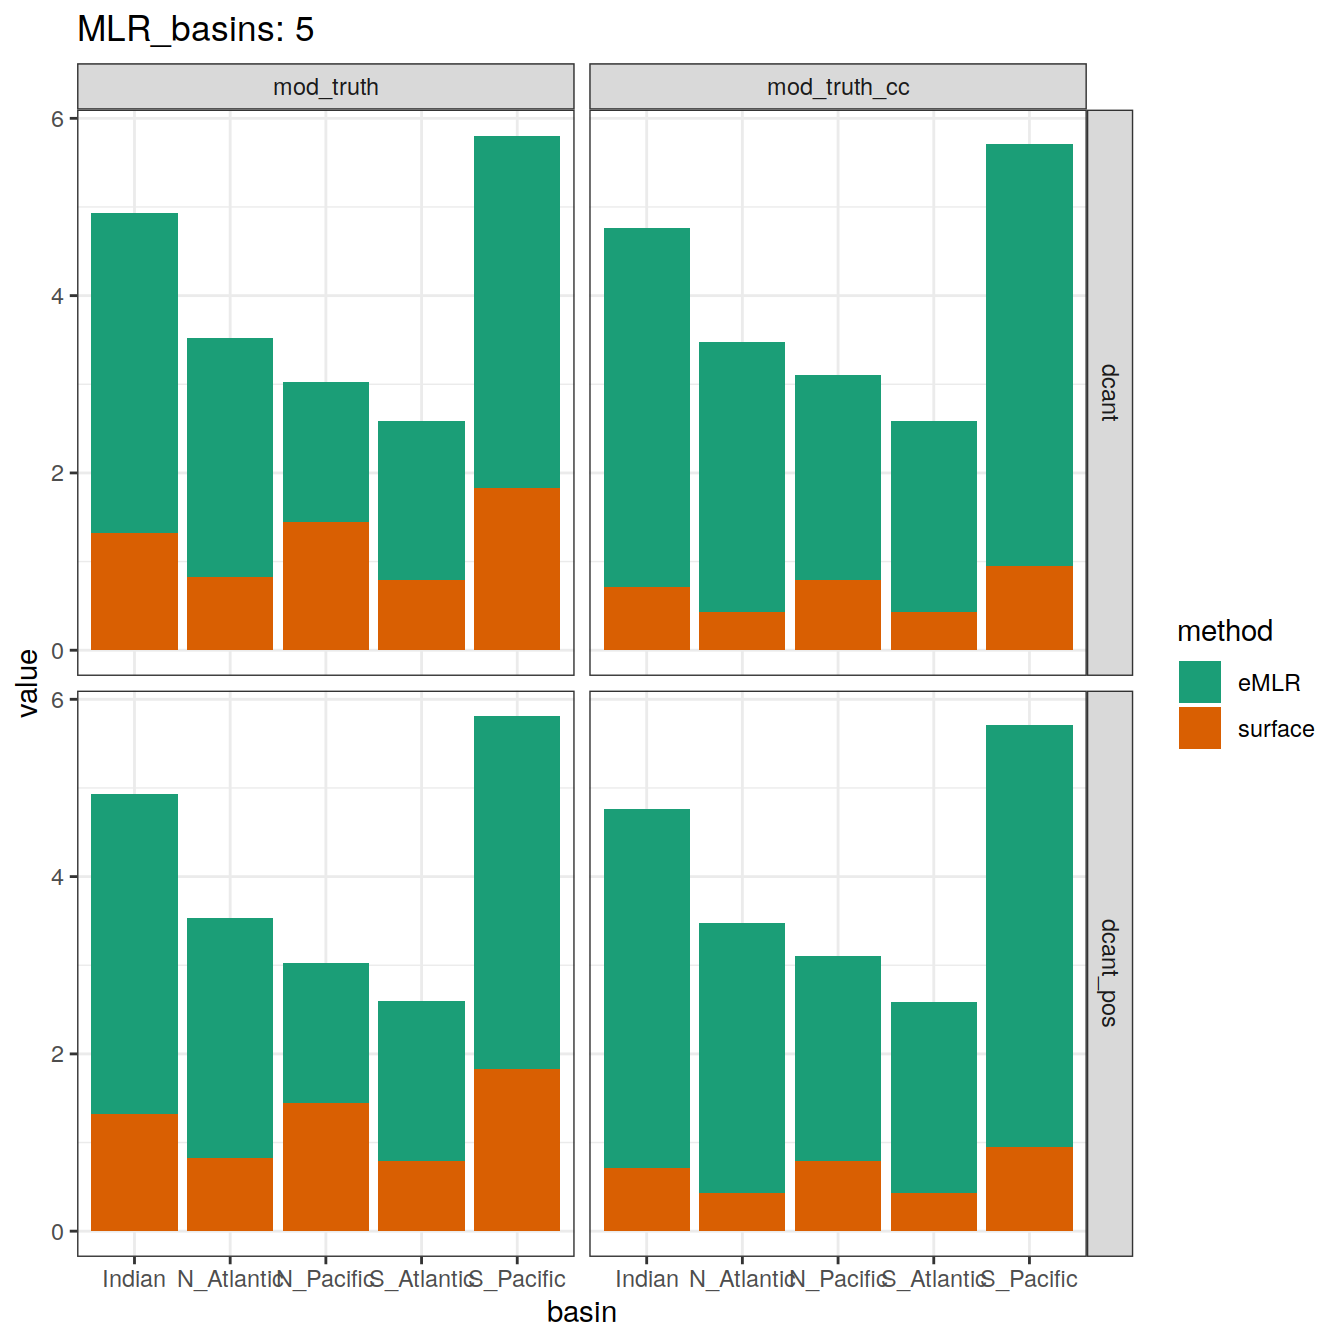 MLR_basins: 5
mod_truth
mod_truth_cc
6
4
2
0
dcant
value
6
4
2
0
dcant_pos
Indian N_Atlantic N_Pacific S_Atlantic S_Pacific
Indian N_Atlantic N_Pacific S_Atlantic S_Pacific
basin
method
eMLR
surface